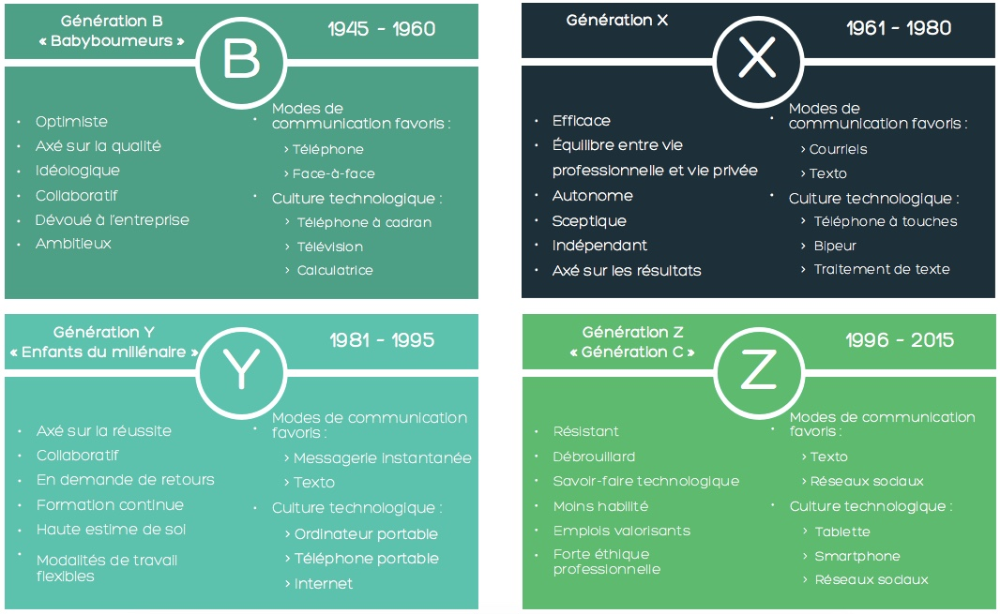 Génération B
« Babyboumeurs »
B
1945 - 1960
• Optimiste
• Axé sur la qualité
• Idéologique
• Collaboratif
• Dévoué à l'entreprise
• Ambitieux
• Modes de
communication favoris :
› Téléphone
› Face-à-face
• Culture technologique :
› Téléphone à cadran
› Télévision
› Calculatrice
Génération X
X
1961 - 1980
• Efficace
• Équilibre entre vie
professionnelle et vie privée
• Autonome
• Sceptique
• Indépendant
• Axé sur les résultats
• Modes de
communication favoris :
› Courriels
› Texto
• Culture technologique :
› Téléphone à touches
› Bipeur
› Traitement de texte
Génération Y
« Enfants du millénaire »
Y
1981 - 1995
• Axé sur la réussite
• Collaboratif
• En demande de retours
• Formation continue
• Haute estime de soi
• Modalités de travail
flexibles
• Modes de communication
favoris :
› Messagerie instantanée
› Texto
• Culture technologique :
› Ordinateur portable
› Téléphone portable
› Internet
Génération Z
« Génération C »
Z
1996 - 2015
• Résistant
• Débrouillard
• Savoir-faire technologique
• Moins habilité
• Emplois valorisants
• Forte éthique
professionnelle
• Modes de communication
favoris :
› Texto
› Réseaux sociaux
• Culture technologique :
› Tablette
› Smartphone
› Réseaux sociaux